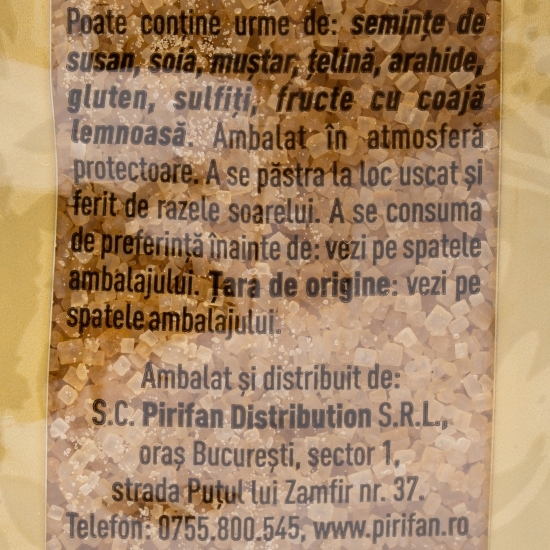 Poate conține urme de: semințe de
susan, soia, muștar, țelină, arahide,
gluten, sulfiți, fructe cu coajă
lemnoasă. Ambalat în atmosferă
protectoare. A se păstra la loc uscat și
ferit de razele soarelui. A se consuma
de preferință înainte de: vezi pe spatele
ambalajului. Țara de origine: vezi pe
spatele ambalajului.
Ambalat și distribuit de:
S.C. Pirifan Distribution S.R.L.,
oraș București, sector 1,
strada Puțul lui Zamfir nr. 37.
Telefon: 0755.800.545, www.pirifan.ro